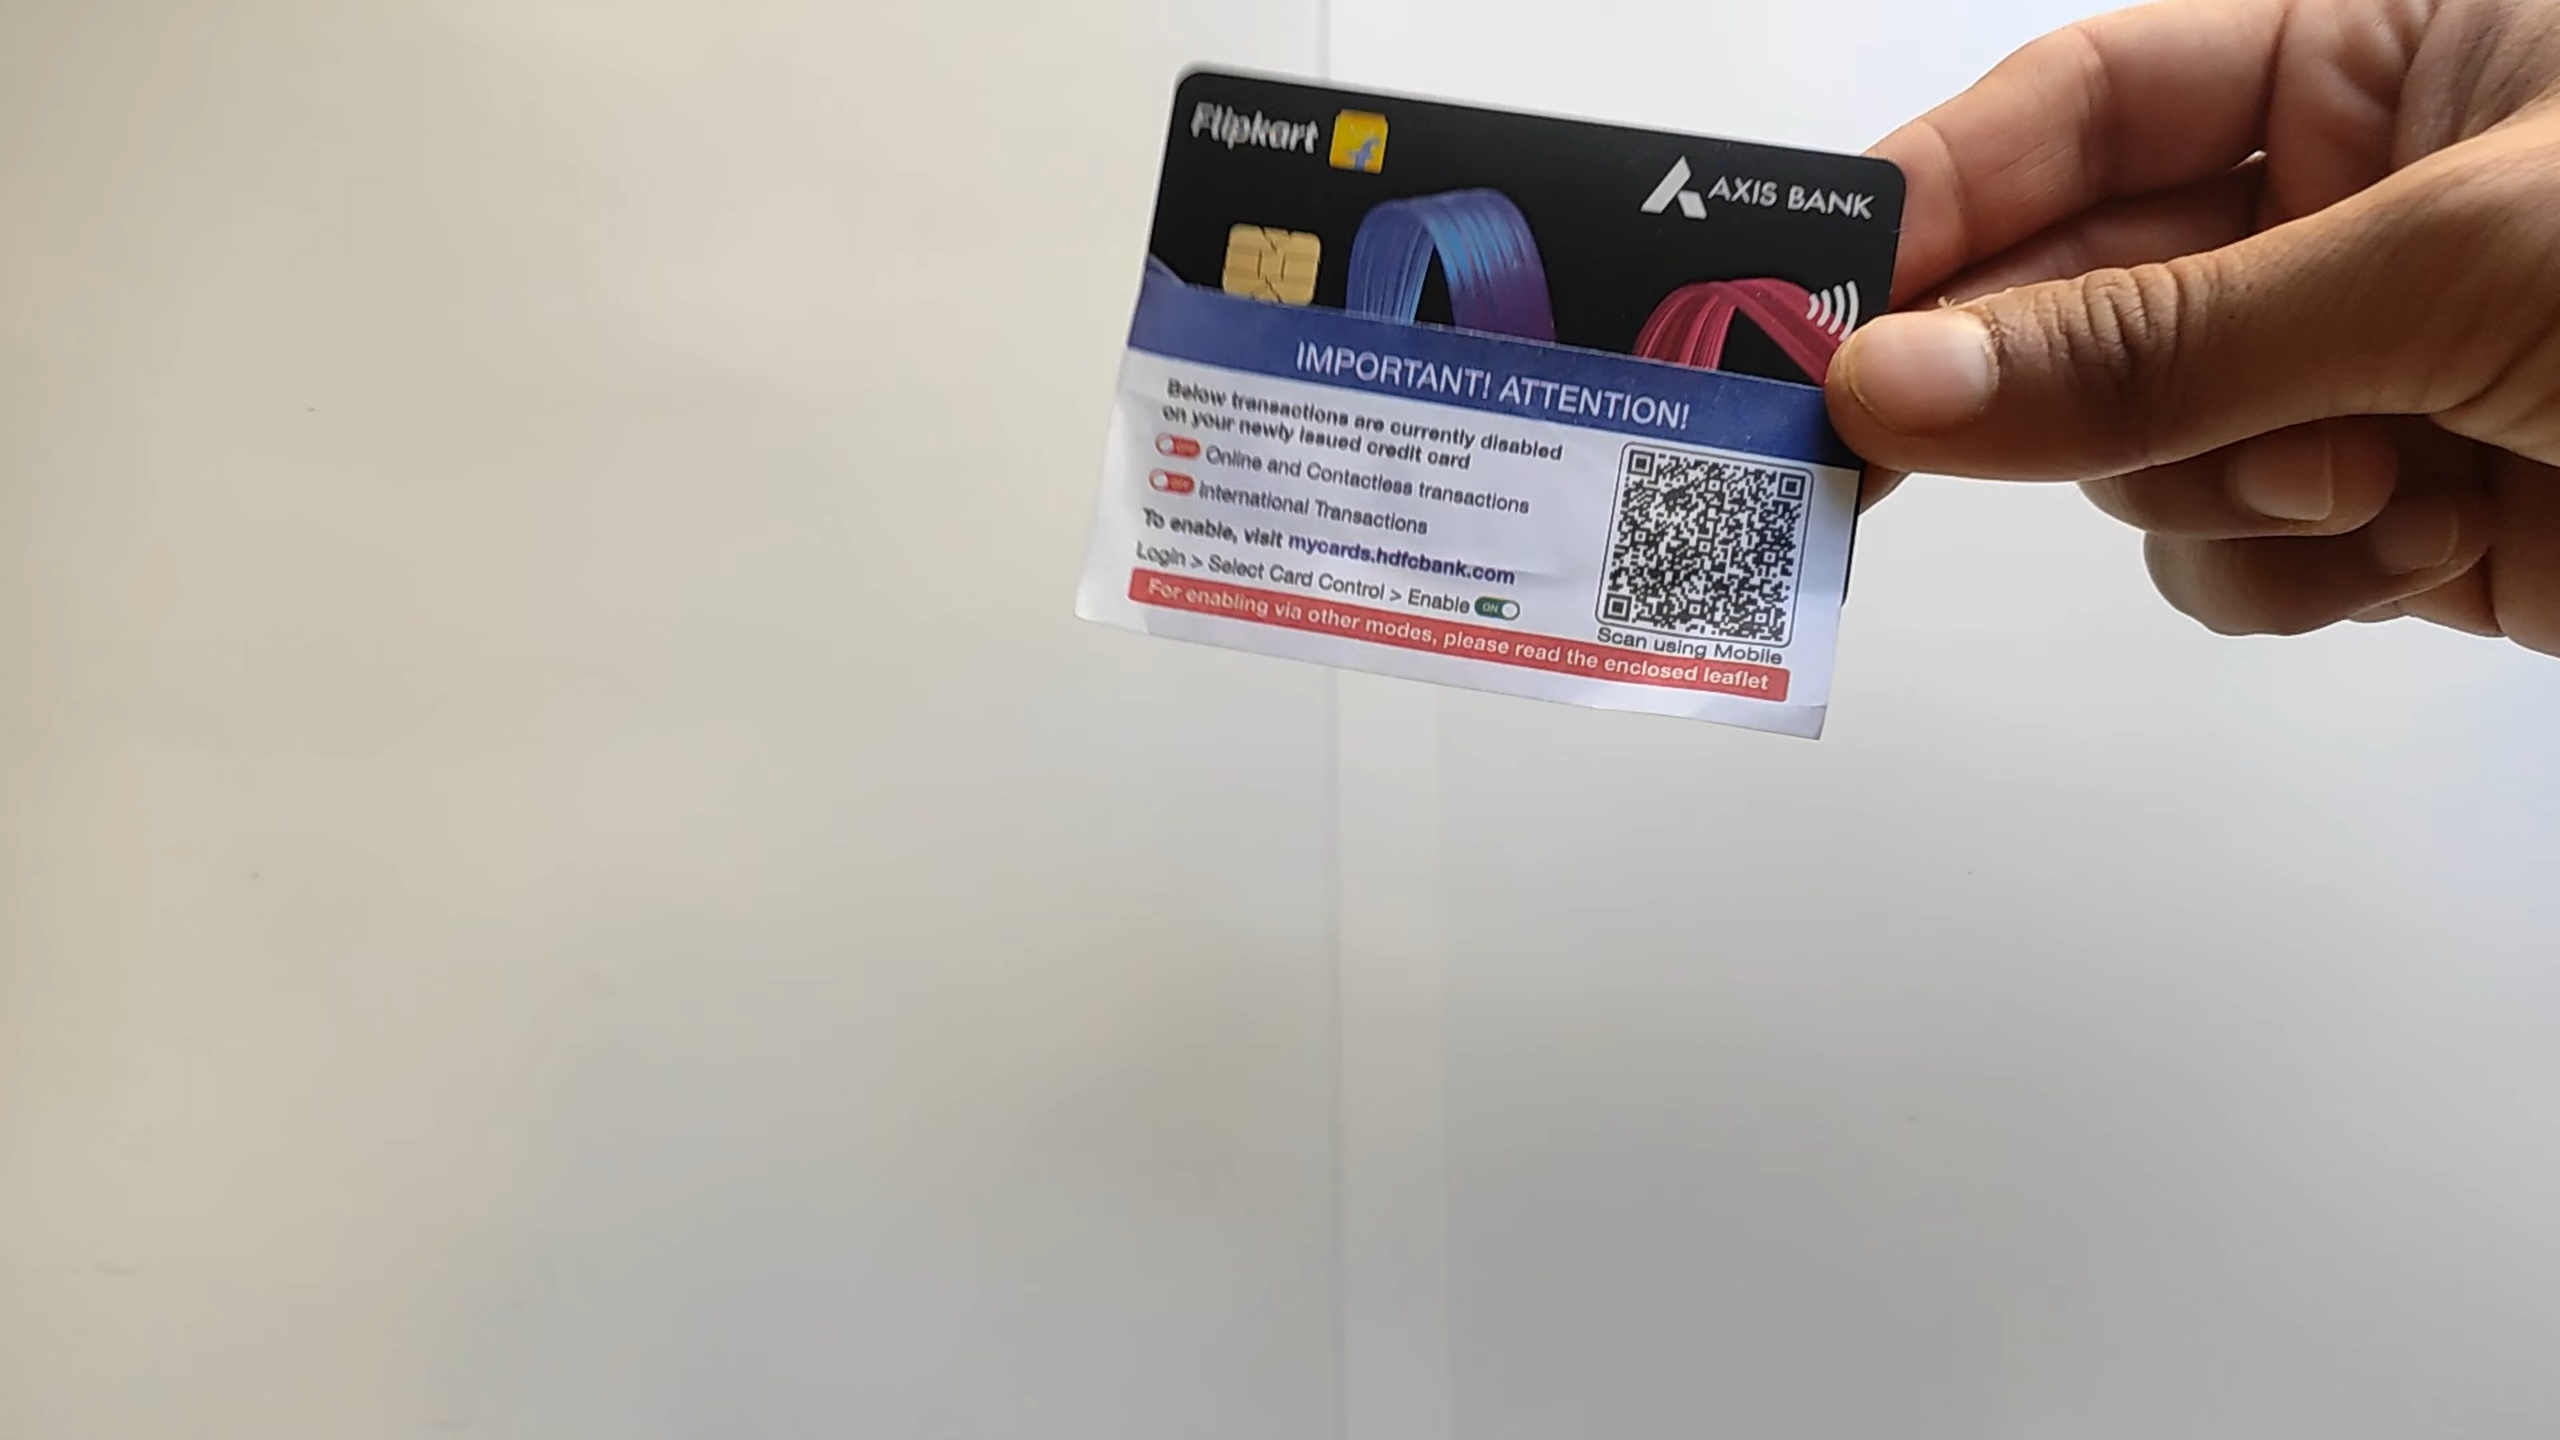 Flipkart
AXIS BANK
IMPORTANT! ATTENTION!
Below transactions are currently disabled
on your newly issued credit card
OFF Online and Contactless transactions
OFF International Transactions
To enable, visit mycards.hdfcbank.com
Login > Select Card Control > Enable ON
Scan using Mobile
For enabling via other modes, please read the enclosed leaflet